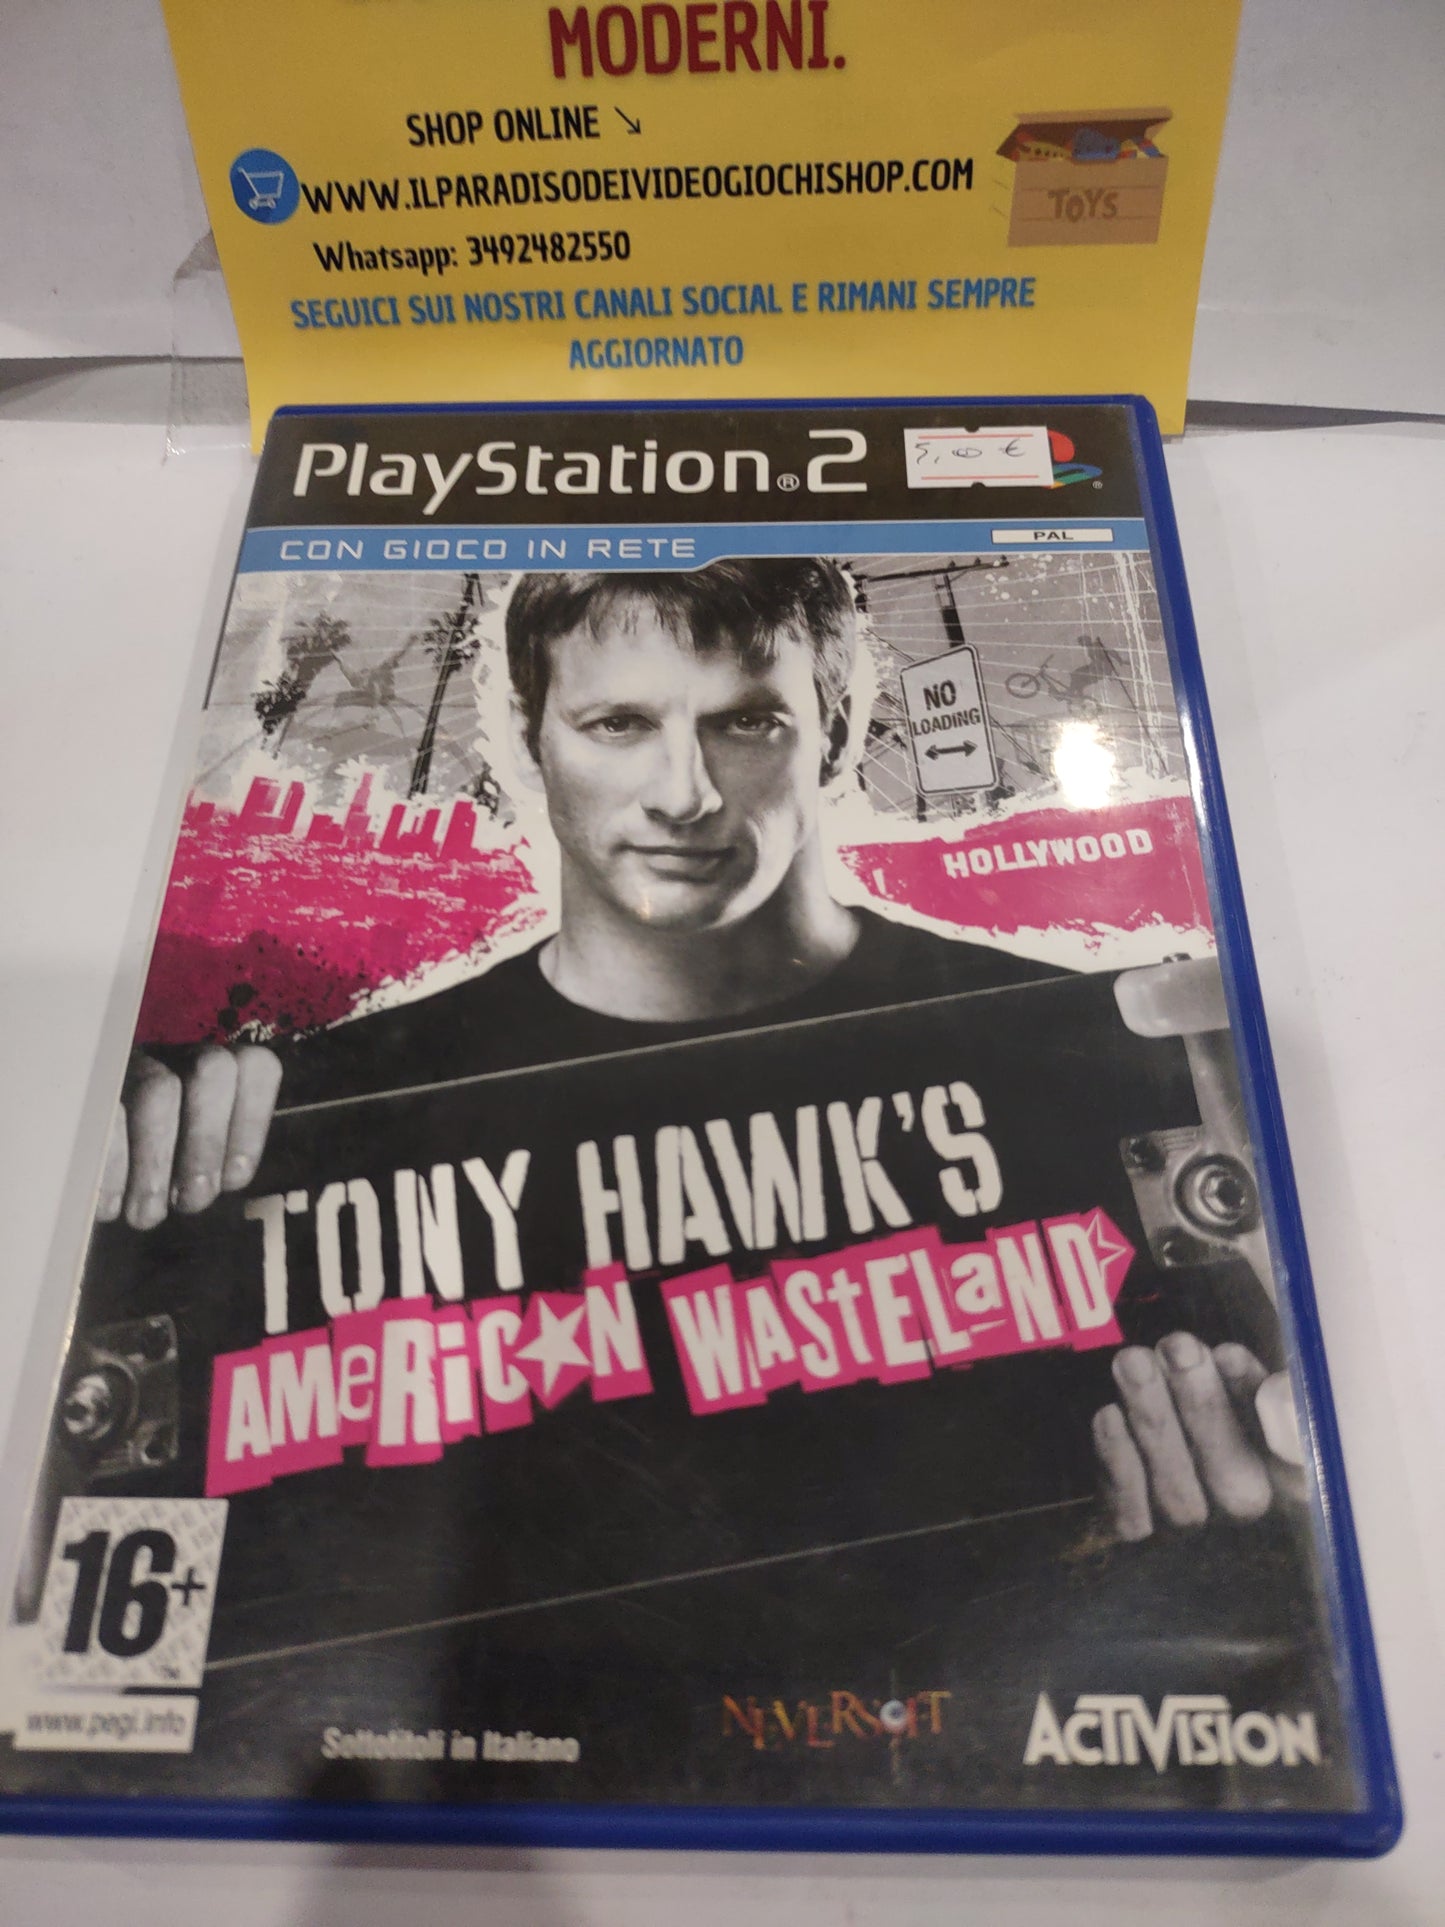 MODERNI.
SHOP ONLINE ↘
WWW.ILPARADISODEIVIDEOGIOCHISHOP.COM
TOYS
Whatsapp: 3492482550
SEGUICI SUI NOSTRI CANALI SOCIAL E RIMANI SEMPRE
AGGIORNATO
PlayStation®2
5,00 €
CON GIOCO IN RETE
PAL
NO
LOADING
HOLLYWOOD
TONY HAWK'S
AMeRiCAN WAStELaND
16+
www.pegi.info
Sottotitoli in Italiano
NEVERSOFT
ACTIVISION